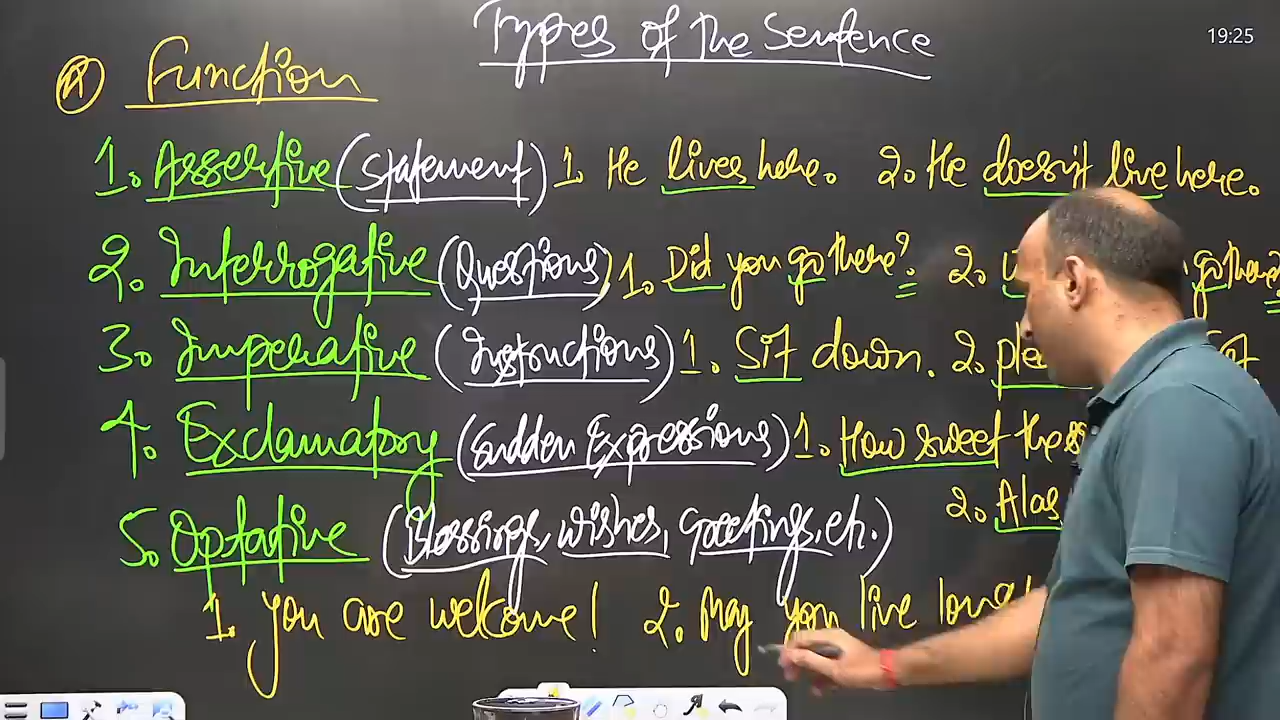 Types of the Sentence
19:25
(A) Function
1. Assertive (Statement) 1. He lives here. 2. He doesn't live here.
2. Interrogative (Questions) 1. Did you go there? 2. go there?
3. Imperative (Instructions) 1. Sit down. 2.
4. Exclamatory (Sudden Expressions) 1. How sweet the
2. Alas
5. Optative (Blessings, wishes, Greetings, etc.)
1. You are welcome! 2. May you live long